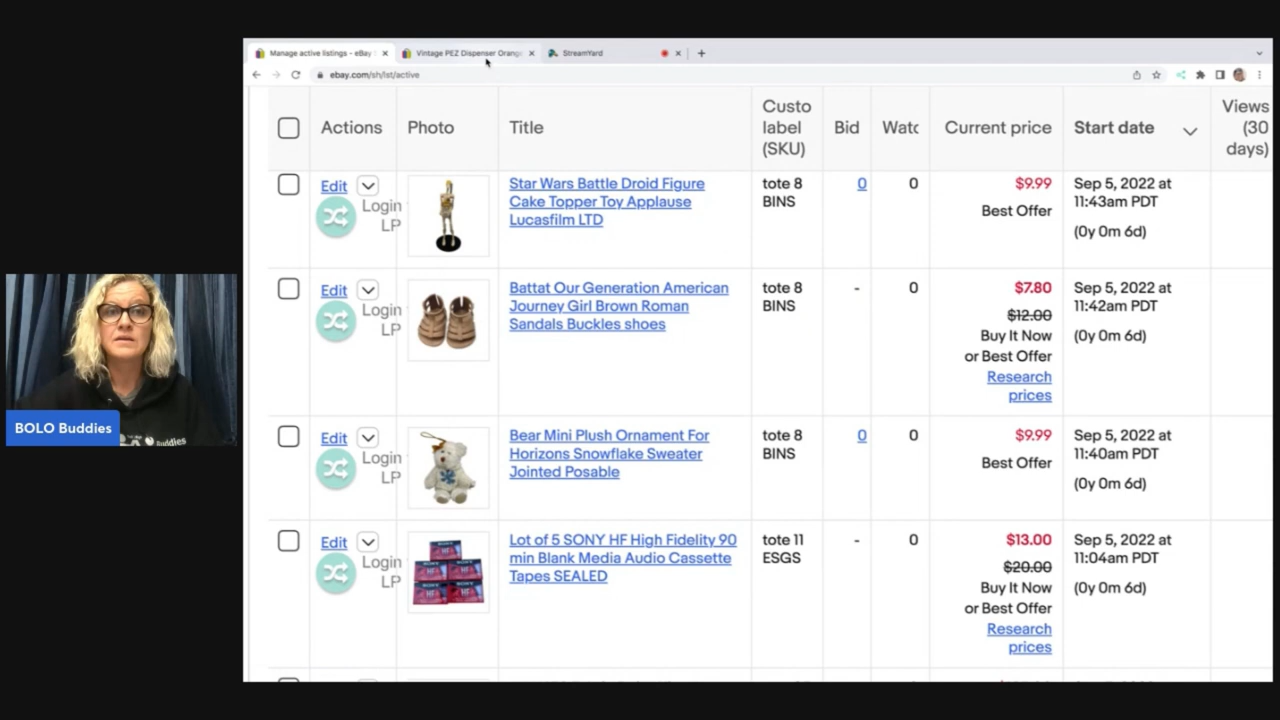 Manage active listings - eBay
Vintage PEZ Dispenser Orang
StreamYard
ebay.com/sh/lst/active
Actions
Photo
Title
Custo
label
(SKU)
Bid
Watc
Current price
Start date
Views
(30
days)
Edit
Login
LP
Star Wars Battle Droid Figure
Cake Topper Toy Applause
Lucasfilm LTD
tote 8
BINS
0
0
$9.99
Best Offer
Sep 5, 2022 at
11:43am PDT
(0y 0m 6d)
Edit
Login
LP
Battat Our Generation American
Journey Girl Brown Roman
Sandals Buckles shoes
tote 8
BINS
-
0
$7.80
$12.00
Buy It Now
or Best Offer
Research
prices
Sep 5, 2022 at
11:42am PDT
(0y 0m 6d)
Edit
Login
LP
Bear Mini Plush Ornament For
Horizons Snowflake Sweater
Jointed Posable
tote 8
BINS
0
0
$9.99
Best Offer
Sep 5, 2022 at
11:40am PDT
(0y 0m 6d)
Edit
Login
LP
Lot of 5 SONY HF High Fidelity 90
min Blank Media Audio Cassette
Tapes SEALED
tote 11
ESGS
-
0
$13.00
$20.00
Buy It Now
or Best Offer
Research
prices
Sep 5, 2022 at
11:04am PDT
(0y 0m 6d)
BOLO Buddies